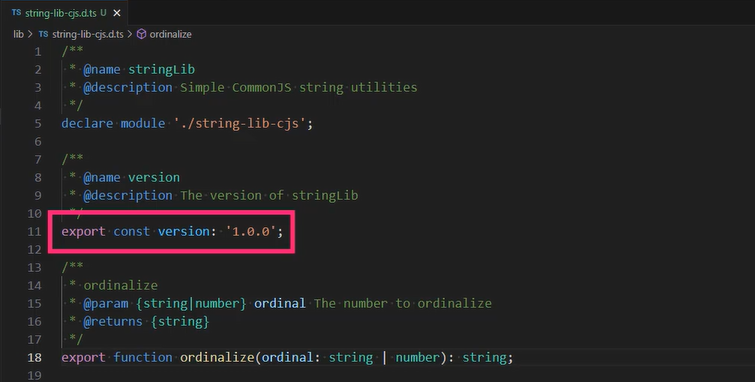 TS string-lib-cjs.d.ts U ×
lib > TS string-lib-cjs.d.ts > ordinalize
1 /**
2  * @name stringLib
3  * @description Simple CommonJS string utilities
4  */
5 declare module './string-lib-cjs';
6
7 /**
8  * @name version
9  * @description The version of stringLib
10  */
11 export const version: '1.0.0';
12
13 /**
14  * ordinalize
15  * @param {string|number} ordinal The number to ordinalize
16  * @returns {string}
17  */
18 export function ordinalize(ordinal: string | number): string;
19